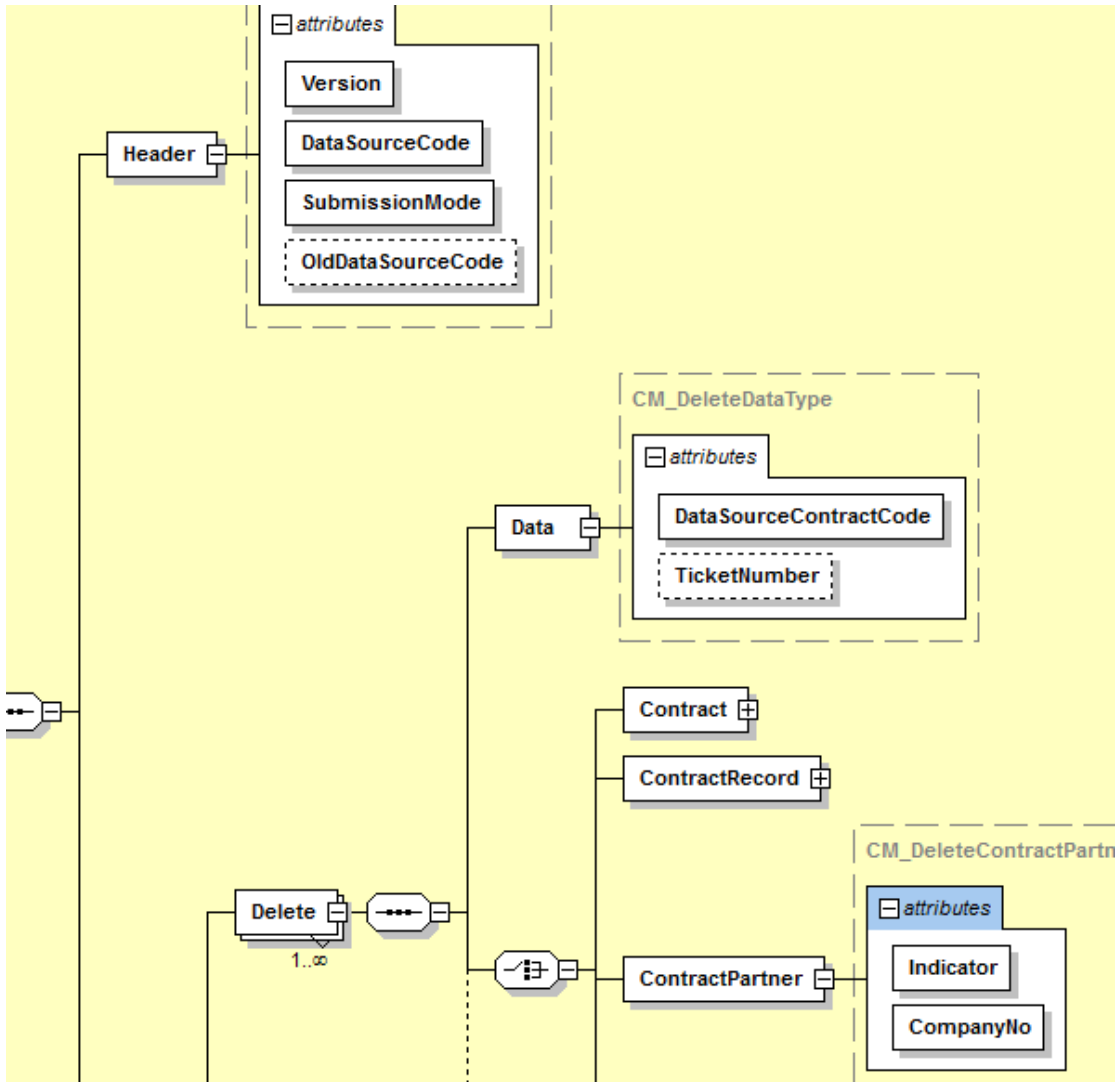 attributes
Version
DataSourceCode
Header
SubmissionMode
OldDataSourceCode
CM_DeleteDataType
attributes
DataSourceContractCode
Data
TicketNumber
Contract
ContractRecord
CM_DeleteContractPartn
attributes
Delete
1..∞
Indicator
ContractPartner
CompanyNo